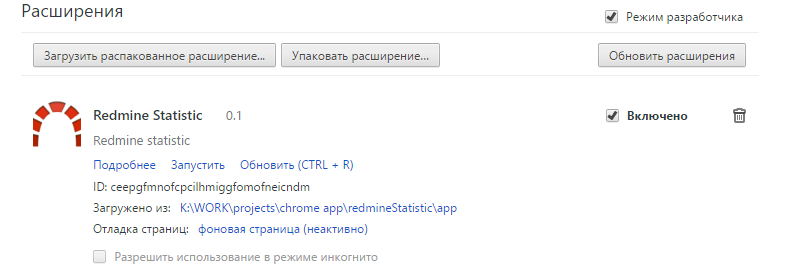 Расширения
Режим разработчика
Загрузить распакованное расширение... Упаковать расширение... Обновить расширения
Redmine Statistic 0.1 Включено
Redmine statistic
Подробнее Запустить Обновить (CTRL + R)
ID: ceepgfmnofcpcilhmiggfomofneicndm
Загружено из: K:\WORK\projects\chrome app\redmineStatistic\app
Отладка страниц: фоновая страница (неактивно)
Разрешить использование в режиме инкогнито